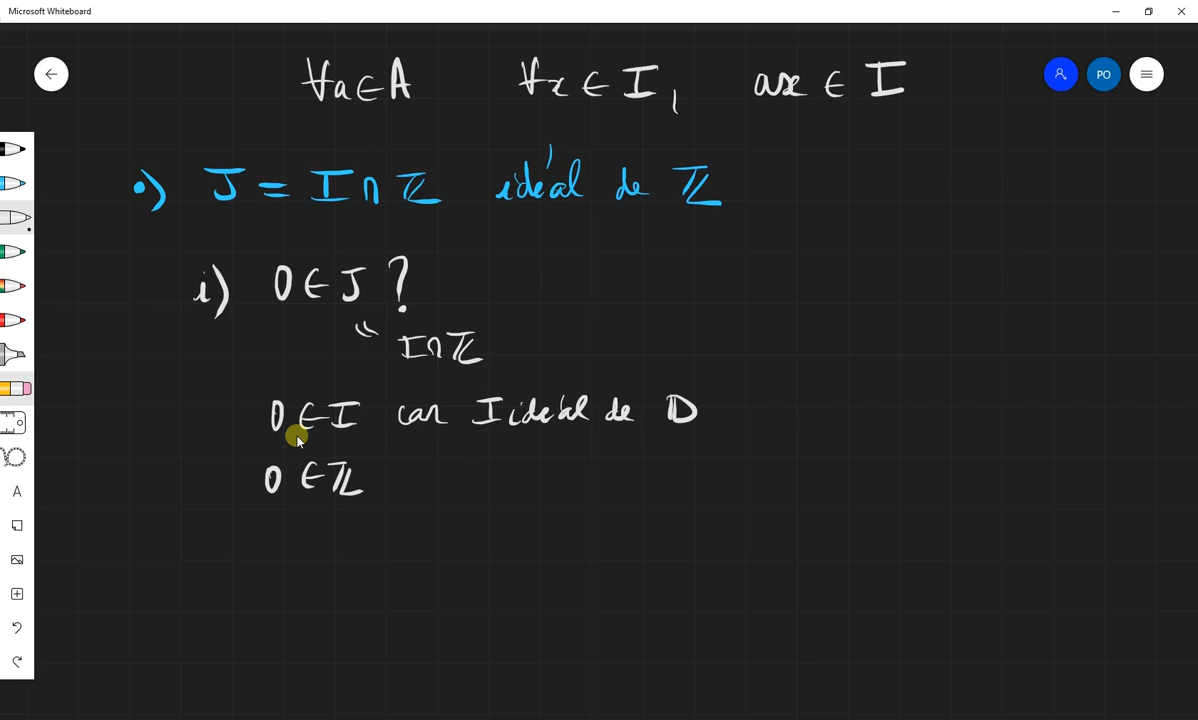 Microsoft Whiteboard
∀a ∈ A ∀x ∈ I, ax ∈ I
PO
•) J = I ∩ ℤ idéal de ℤ
i) 0 ∈ J ?
" I ∩ ℤ
0 ∈ I car I idéal de 𝔻
0 ∈ ℤ
A